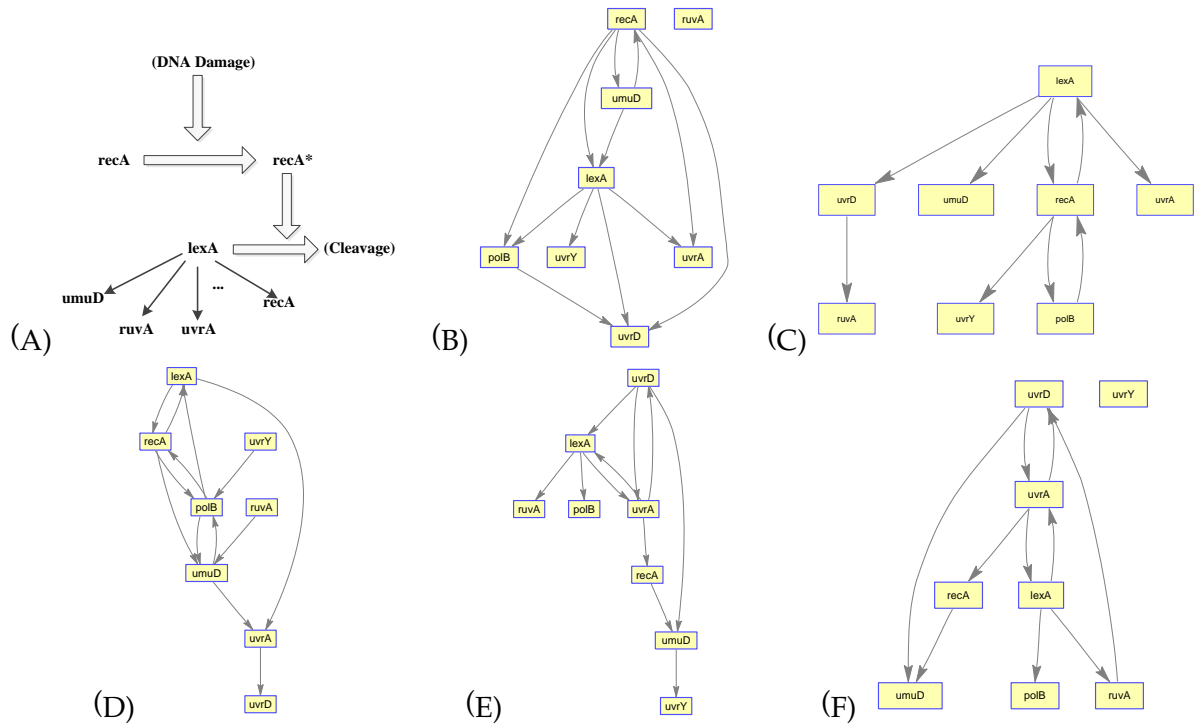 (DNA Damage)
recA
recA*
lexA
(Cleavage)
umuD
...
recA
ruvA
uvrA
(A)
recA
ruvA
umuD
lexA
polB
uvrY
uvrA
uvrD
(B)
lexA
uvrD
umuD
recA
uvrA
ruvA
uvrY
polB
(C)
lexA
recA
uvrY
polB
ruvA
umuD
uvrA
uvrD
(D)
uvrD
lexA
ruvA
polB
uvrA
recA
umuD
uvrY
(E)
uvrD
uvrY
uvrA
recA
lexA
umuD
polB
ruvA
(F)